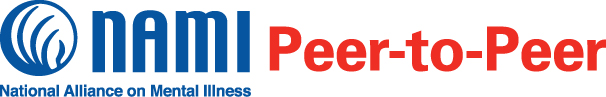 NAMI Peer-to-Peer
National Alliance on Mental Illness